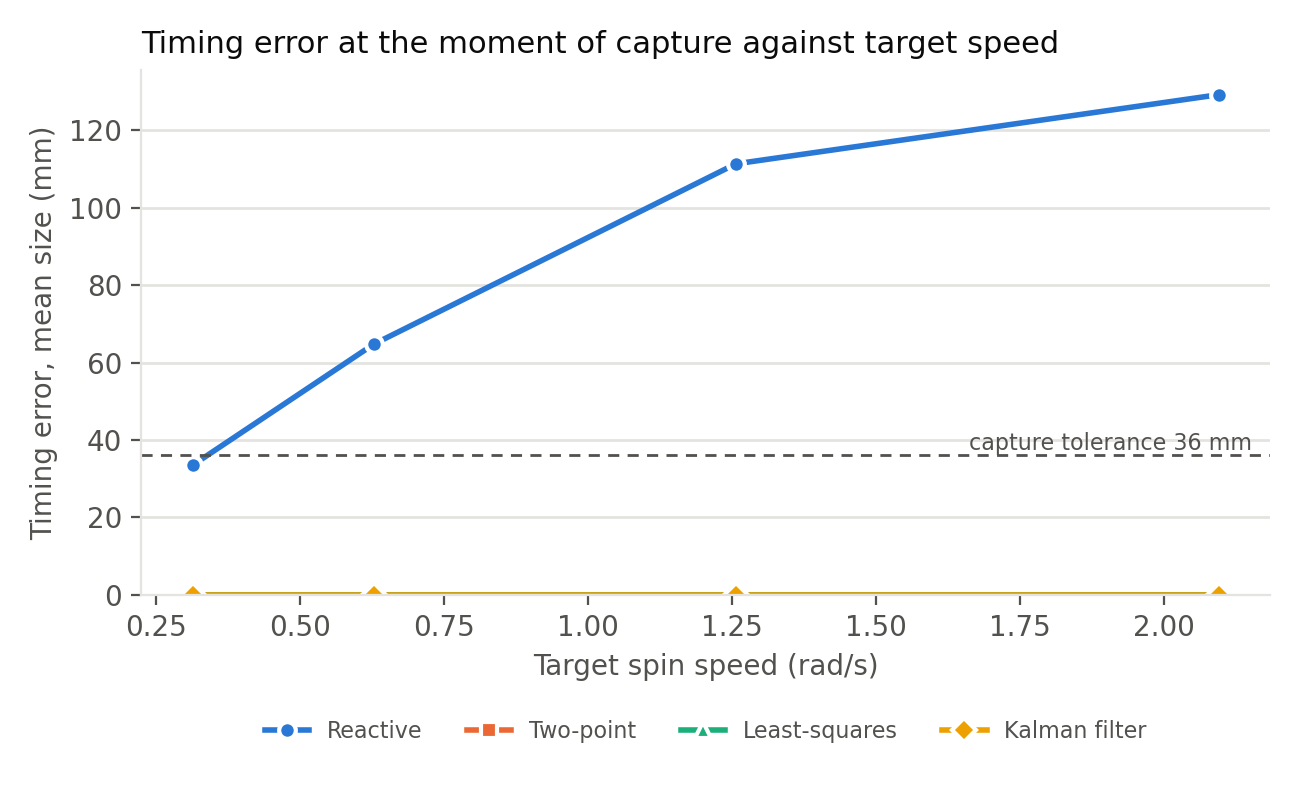 Timing error at the moment of capture against target speed
Timing error, mean size (mm)
120
100
80
60
40
20
0
capture tolerance 36 mm
0.25 0.50 0.75 1.00 1.25 1.50 1.75 2.00
Target spin speed (rad/s)
Reactive Two-point Least-squares Kalman filter